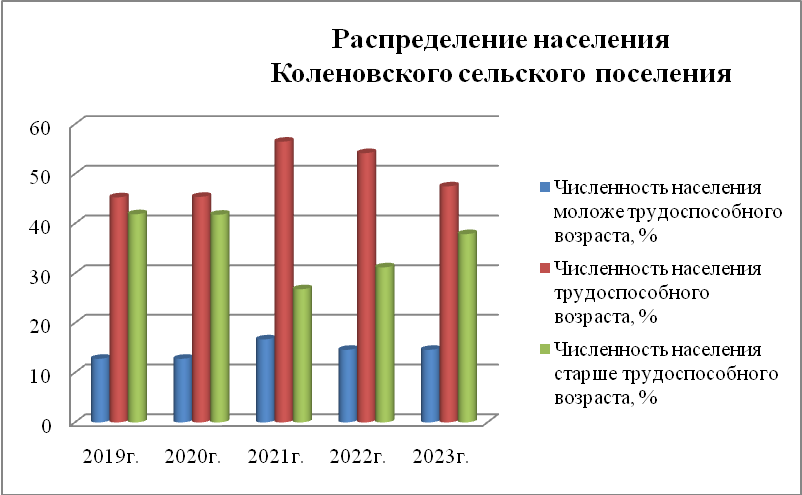 Распределение населения
Коленовского сельского поселения
60
50
40
30
20
10
0
2019г. 2020г. 2021г. 2022г. 2023г.
Численность населения
моложе трудоспособного
возраста, %
Численность населения
трудоспособного
возраста, %
Численность населения
старше трудоспособного
возраста, %